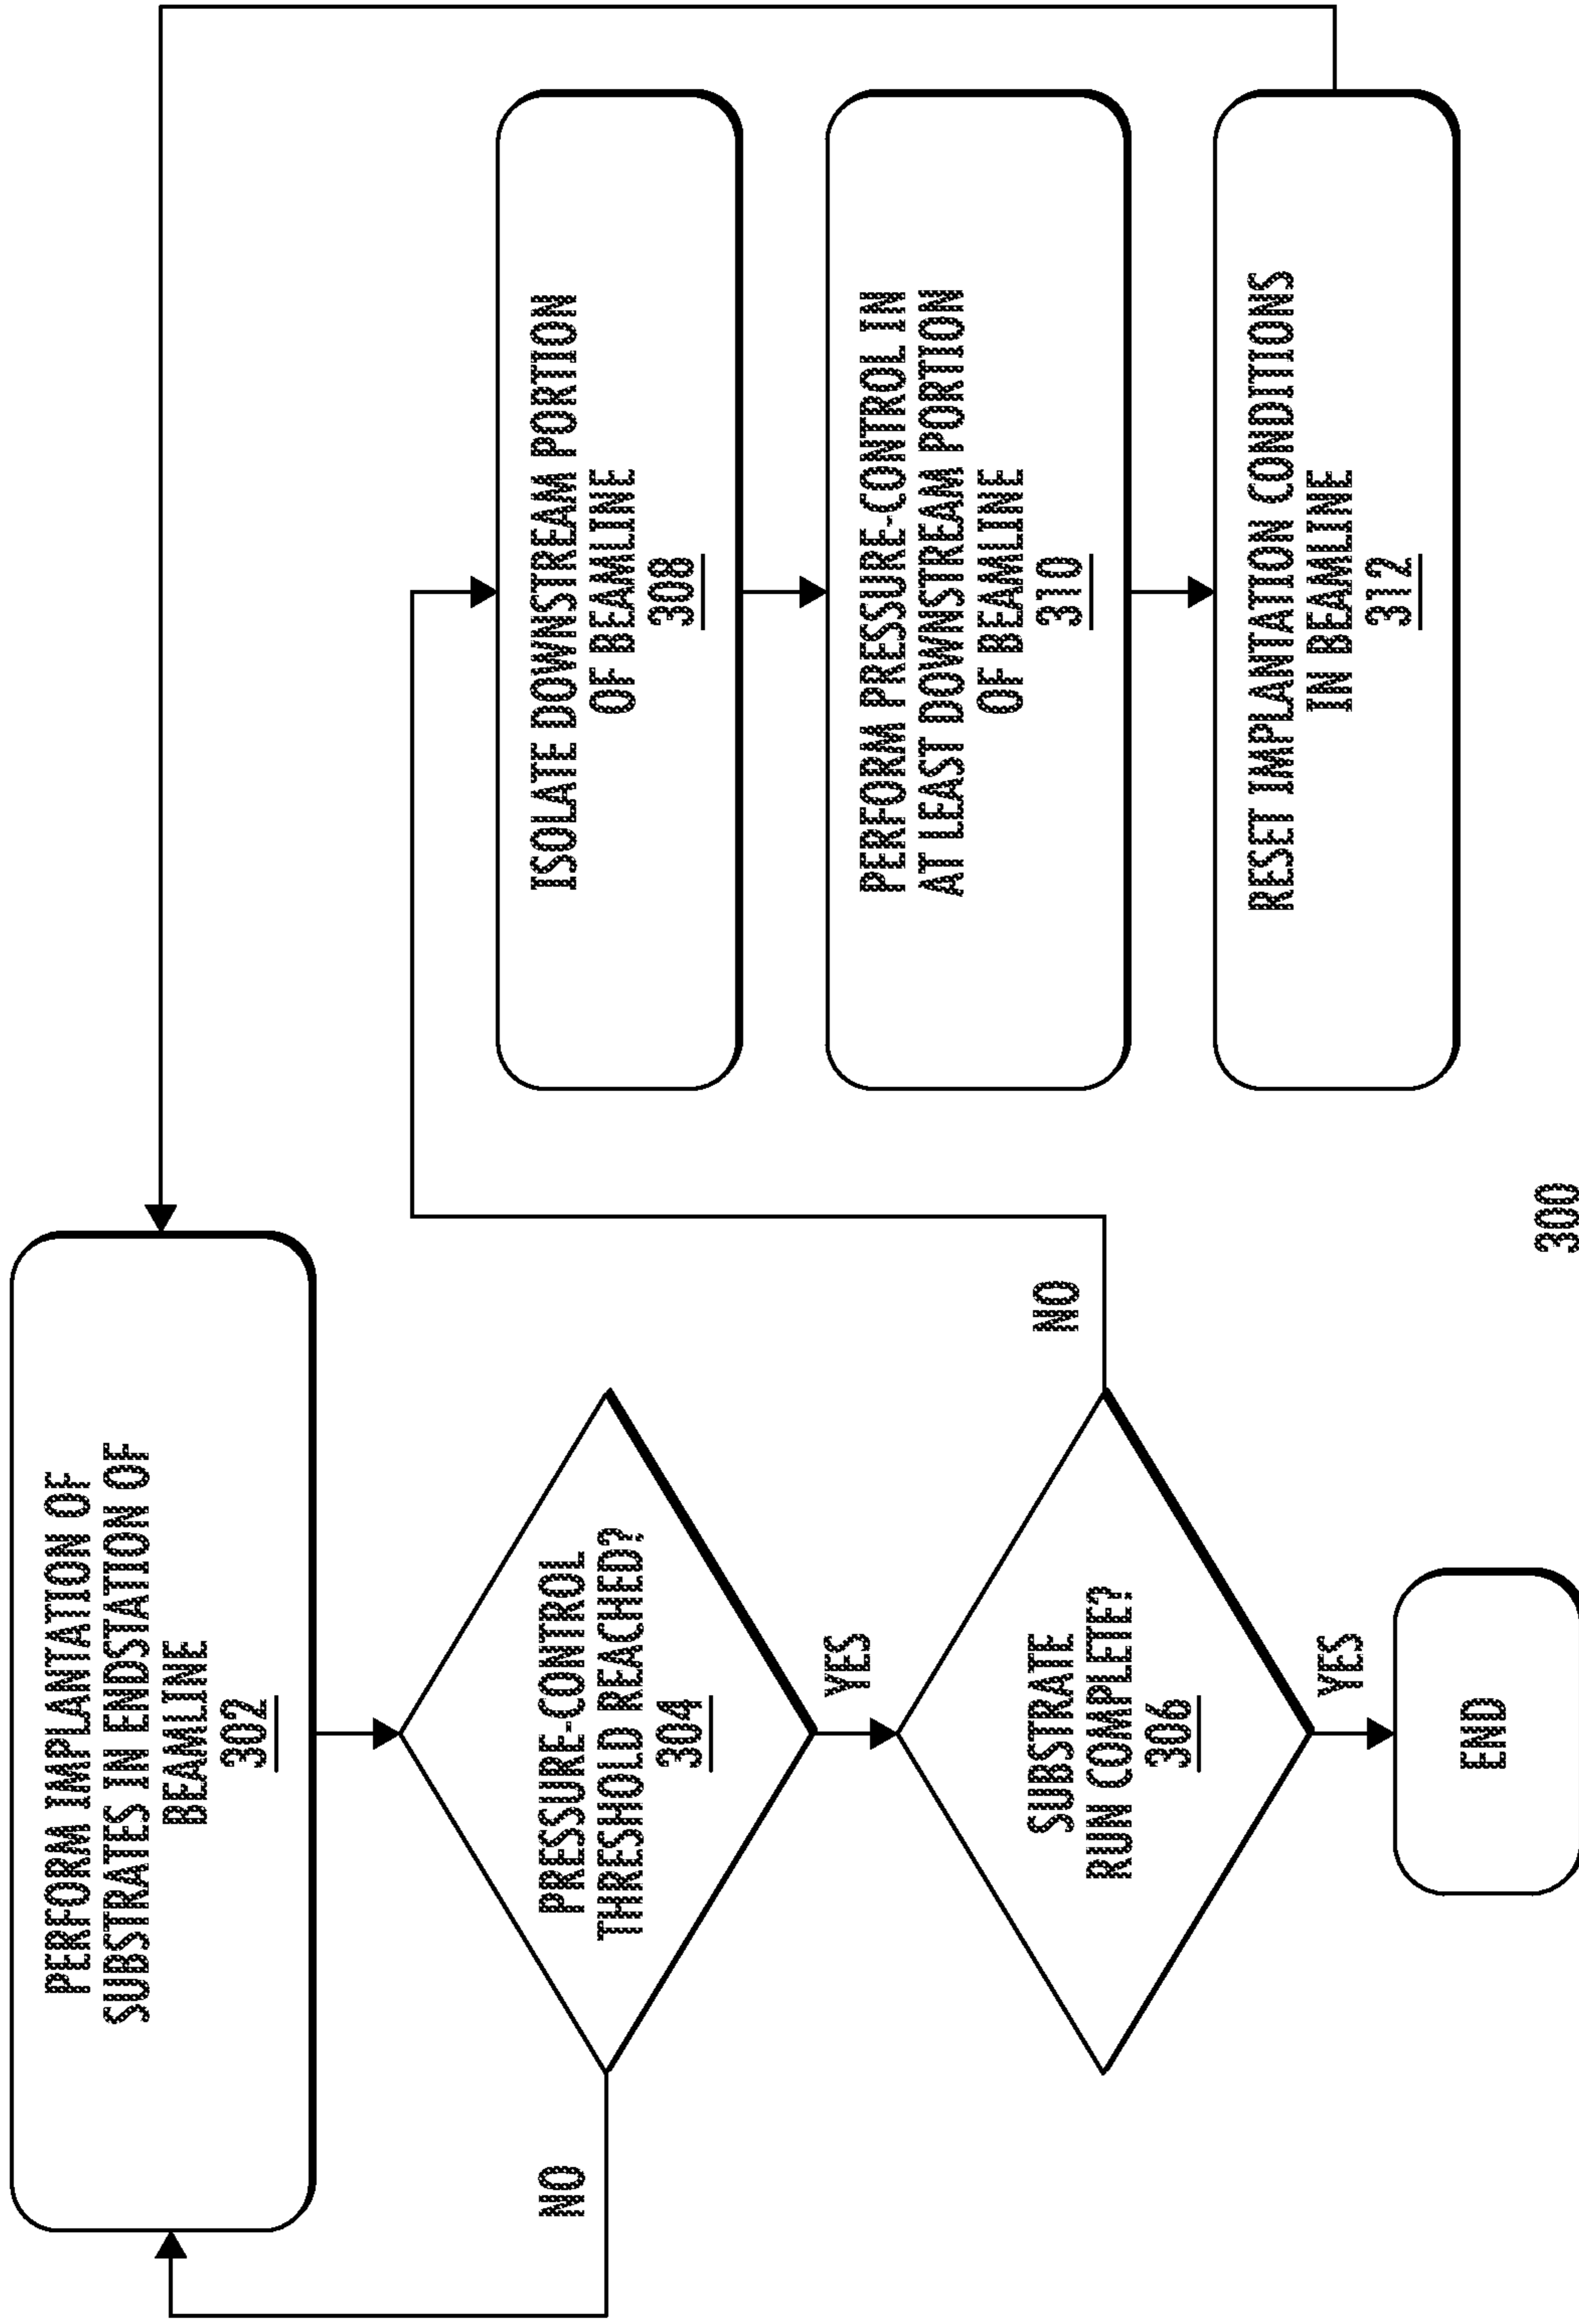 PERFORM IMPLANTATION OF
SUBSTRATES IN ENDSTATION OF
BEAMLINE
302
PRESSURE-CONTROL
THRESHOLD REACHED?
304
NO
YES
SUBSTRATE
RUN COMPLETE?
306
NO
YES
END
ISOLATE DOWNSTREAM PORTION
OF BEAMLINE
308
PERFORM PRESSURE-CONTROL IN
AT LEAST DOWNSTREAM PORTION
OF BEAMLINE
310
RESET IMPLANTATION CONDITIONS
IN BEAMLINE
312
300